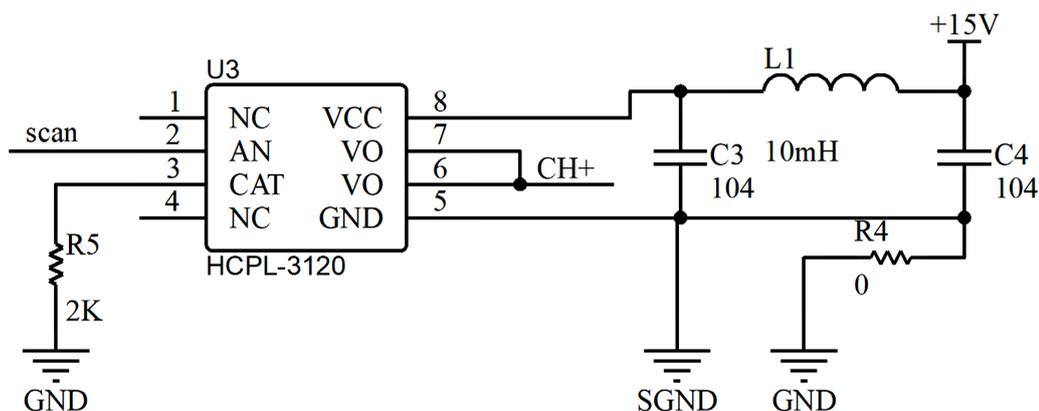 +15V
L1
U3
1 NC VCC 8
scan 2 AN VO 7
3 CAT VO 6 CH+
4 NC GND 5
C3 10mH C4
104 104
R5
R4
HCPL-3120
0
2K
GND SGND GND